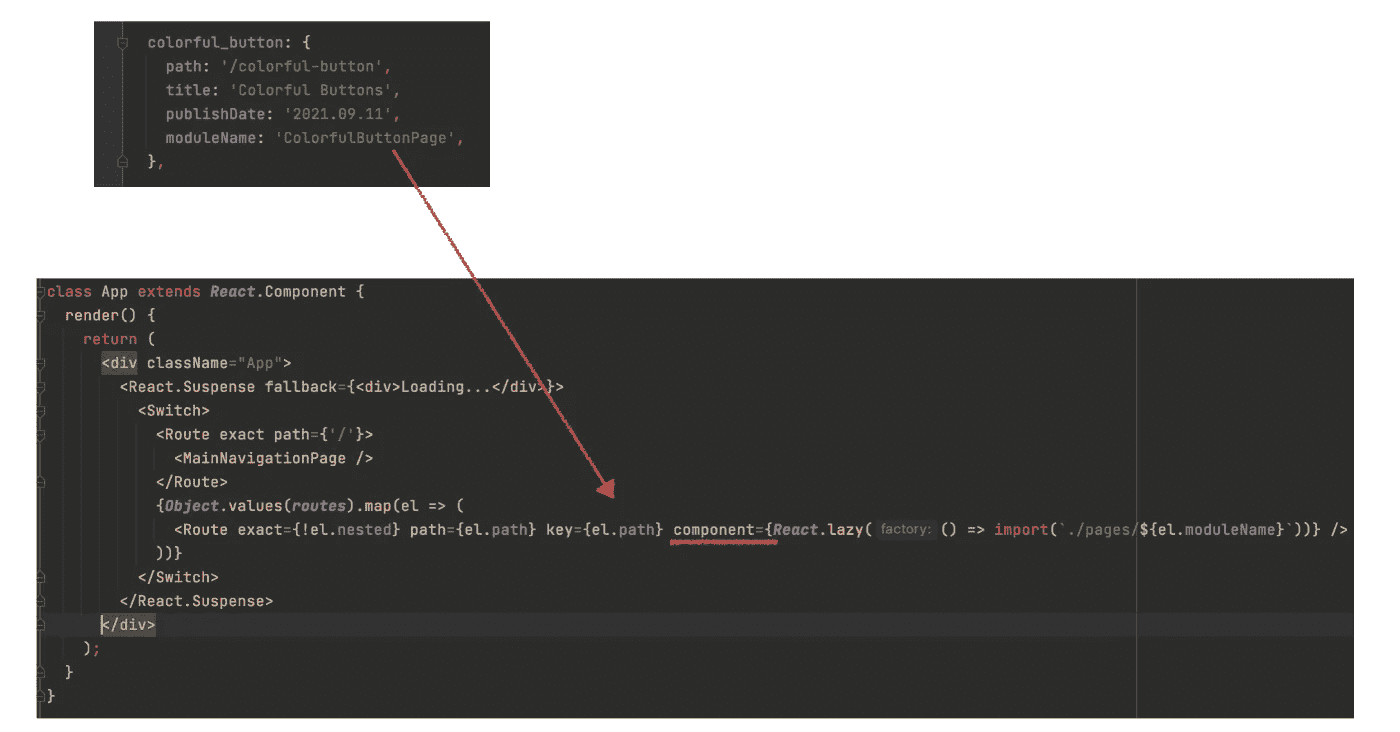 colorful_button: {
path: '/colorful-button',
title: 'Colorful Buttons',
publishDate: '2021.09.11',
moduleName: 'ColorfulButtonPage',
},
class App extends React.Component {
render() {
return (
<div className="App">
<React.Suspense fallback={<div>Loading...</div>}>
<Switch>
<Route exact path={'/'}>
<MainNavigationPage />
</Route>
{Object.values(routes).map(el => (
<Route exact={!el.nested} path={el.path} key={el.path} component={React.lazy( factory: () => import(`./pages/${el.moduleName}`))} />
))}
</Switch>
</React.Suspense>
</div>
);
}
}